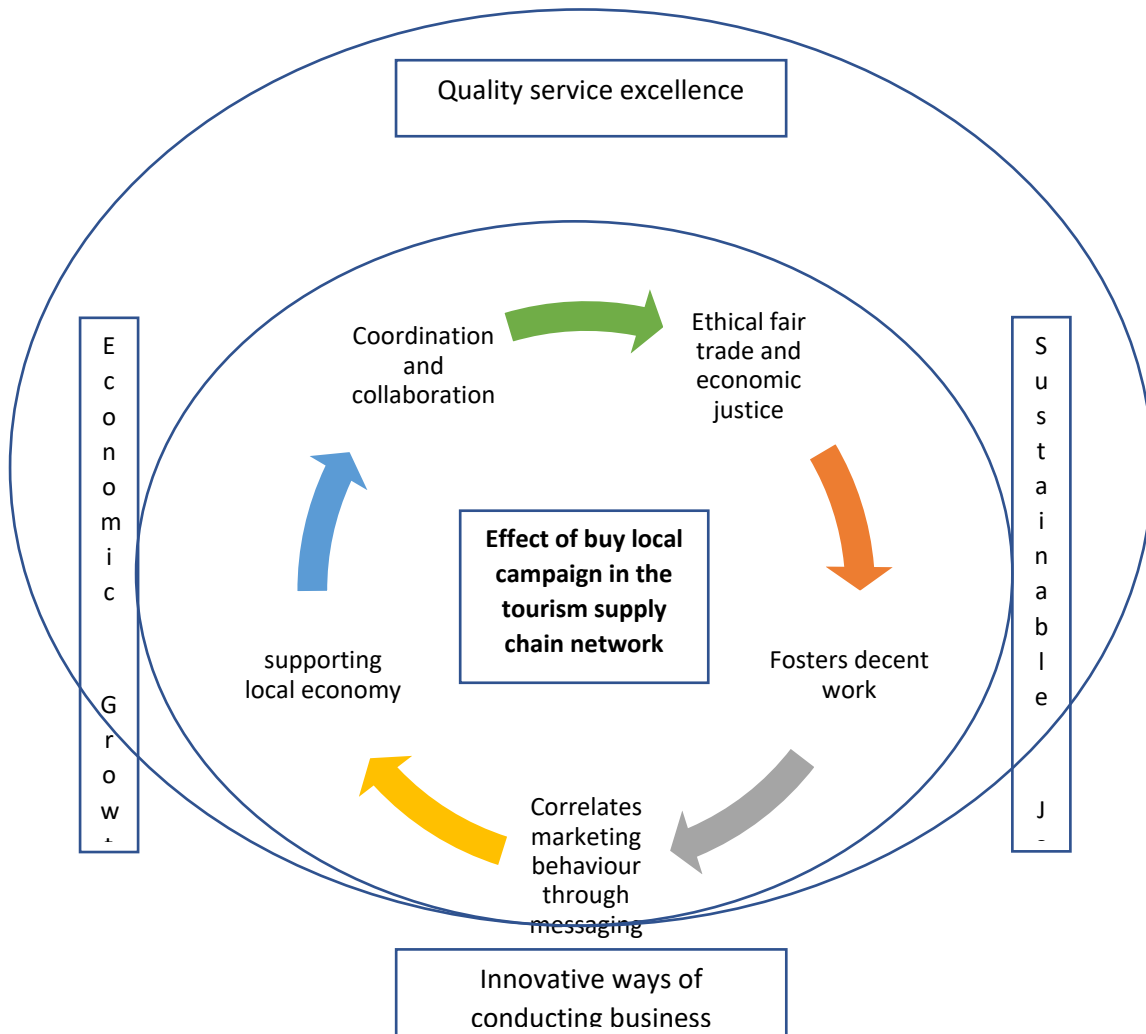 Quality service excellence
Coordination
and
collaboration
Ethical fair
trade and
economic
justice
Economic Growt
Sustainable J
Effect of buy local
campaign in the
tourism supply
chain network
supporting
local economy
Fosters decent
work
Correlates
marketing
behaviour
through
messaging
Innovative ways of
conducting business